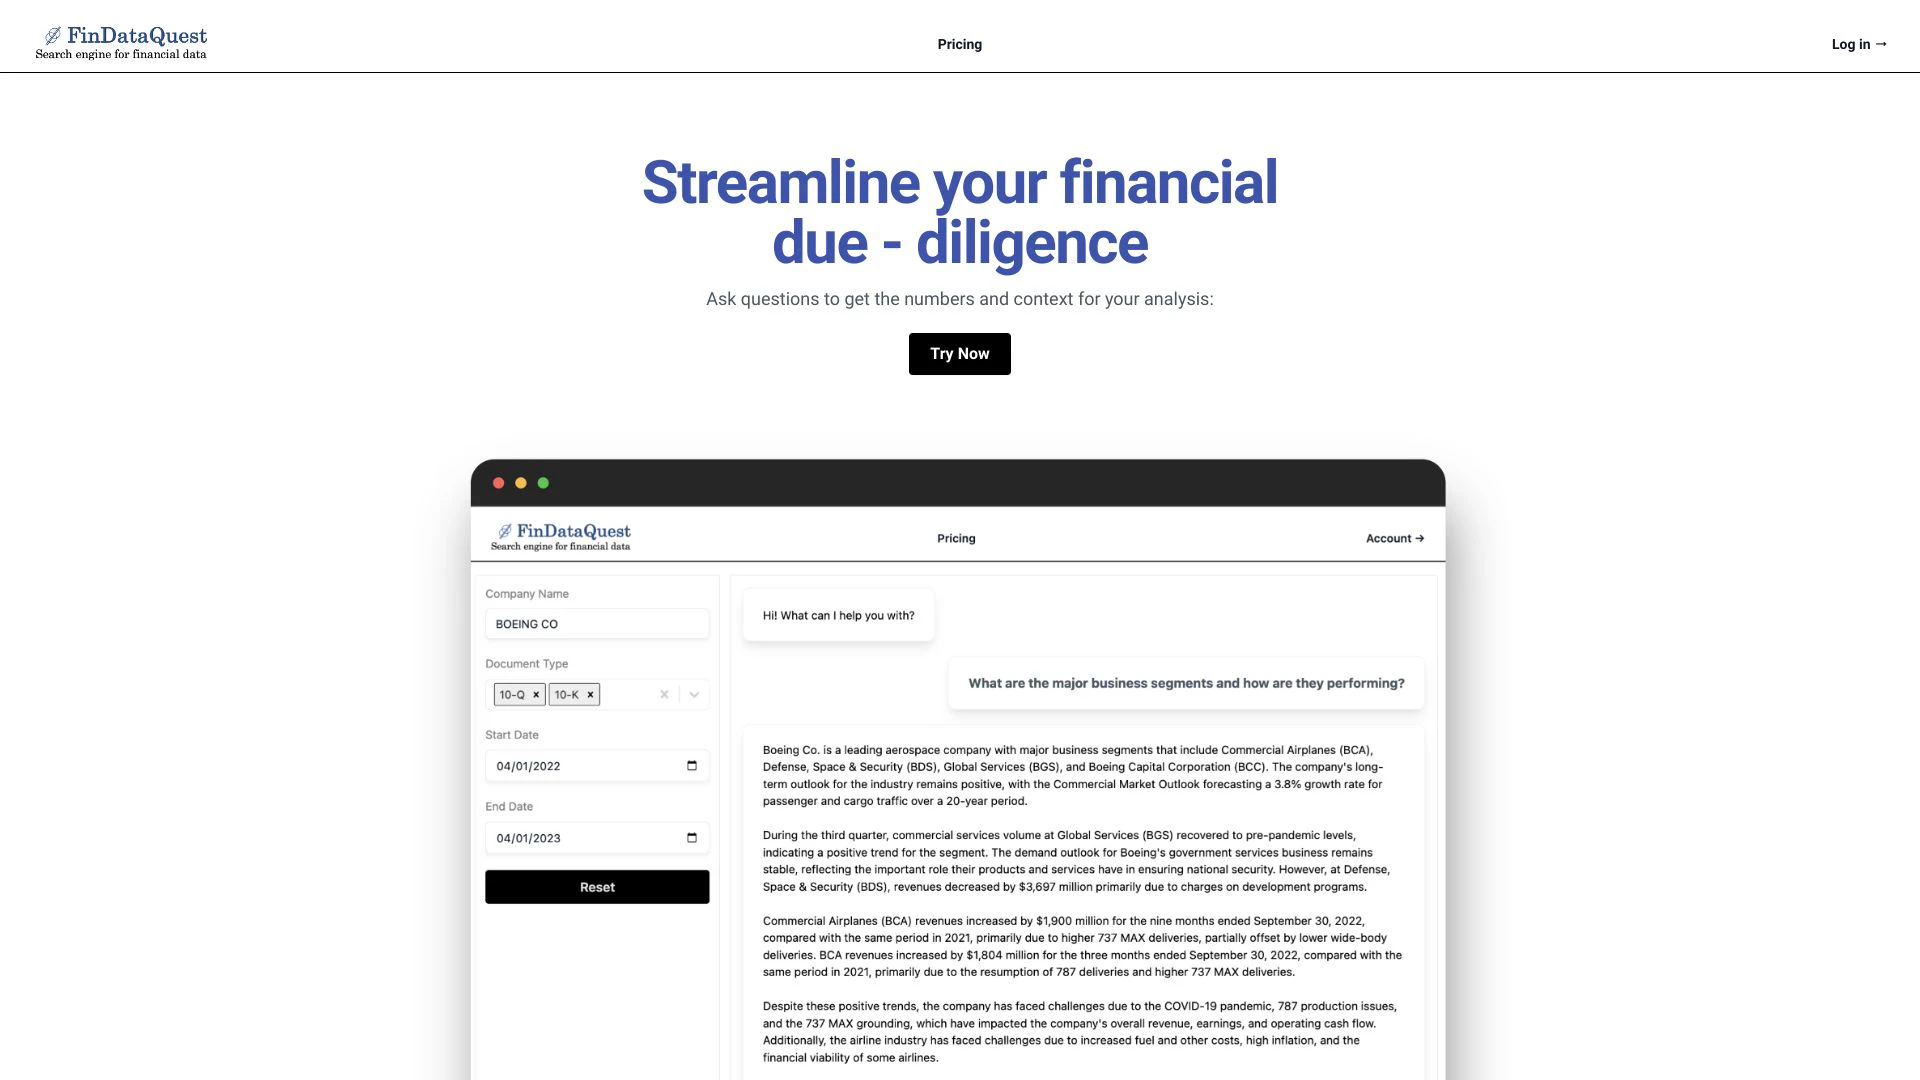 FinDataQuest
Search engine for financial data
Pricing
Log in →
Streamline your financial
due - diligence
Ask questions to get the numbers and context for your analysis:
Try Now
FinDataQuest
Search engine for financial data
Pricing
Account →
Company Name
BOEING CO
Document Type
10-Q × 10-K ×
Start Date
04/01/2022
End Date
04/01/2023
Reset
Hi! What can I help you with?
What are the major business segments and how are they performing?
Boeing Co. is a leading aerospace company with major business segments that include Commercial Airplanes (BCA),
Defense, Space & Security (BDS), Global Services (BGS), and Boeing Capital Corporation (BCC). The company's long-
term outlook for the industry remains positive, with the Commercial Market Outlook forecasting a 3.8% growth rate for
passenger and cargo traffic over a 20-year period.
During the third quarter, commercial services volume at Global Services (BGS) recovered to pre-pandemic levels,
indicating a positive trend for the segment. The demand outlook for Boeing's government services business remains
stable, reflecting the important role their products and services have in ensuring national security. However, at Defense,
Space & Security (BDS), revenues decreased by $3,697 million primarily due to charges on development programs.
Commercial Airplanes (BCA) revenues increased by $1,900 million for the nine months ended September 30, 2022,
compared with the same period in 2021, primarily due to higher 737 MAX deliveries, partially offset by lower wide-body
deliveries. BCA revenues increased by $1,804 million for the three months ended September 30, 2022, compared with the
same period in 2021, primarily due to the resumption of 787 deliveries and higher 737 MAX deliveries.
Despite these positive trends, the company has faced challenges due to the COVID-19 pandemic, 787 production issues,
and the 737 MAX grounding, which have impacted the company's overall revenue, earnings, and operating cash flow.
Additionally, the airline industry has faced challenges due to increased fuel and other costs, high inflation, and the
financial viability of some airlines.